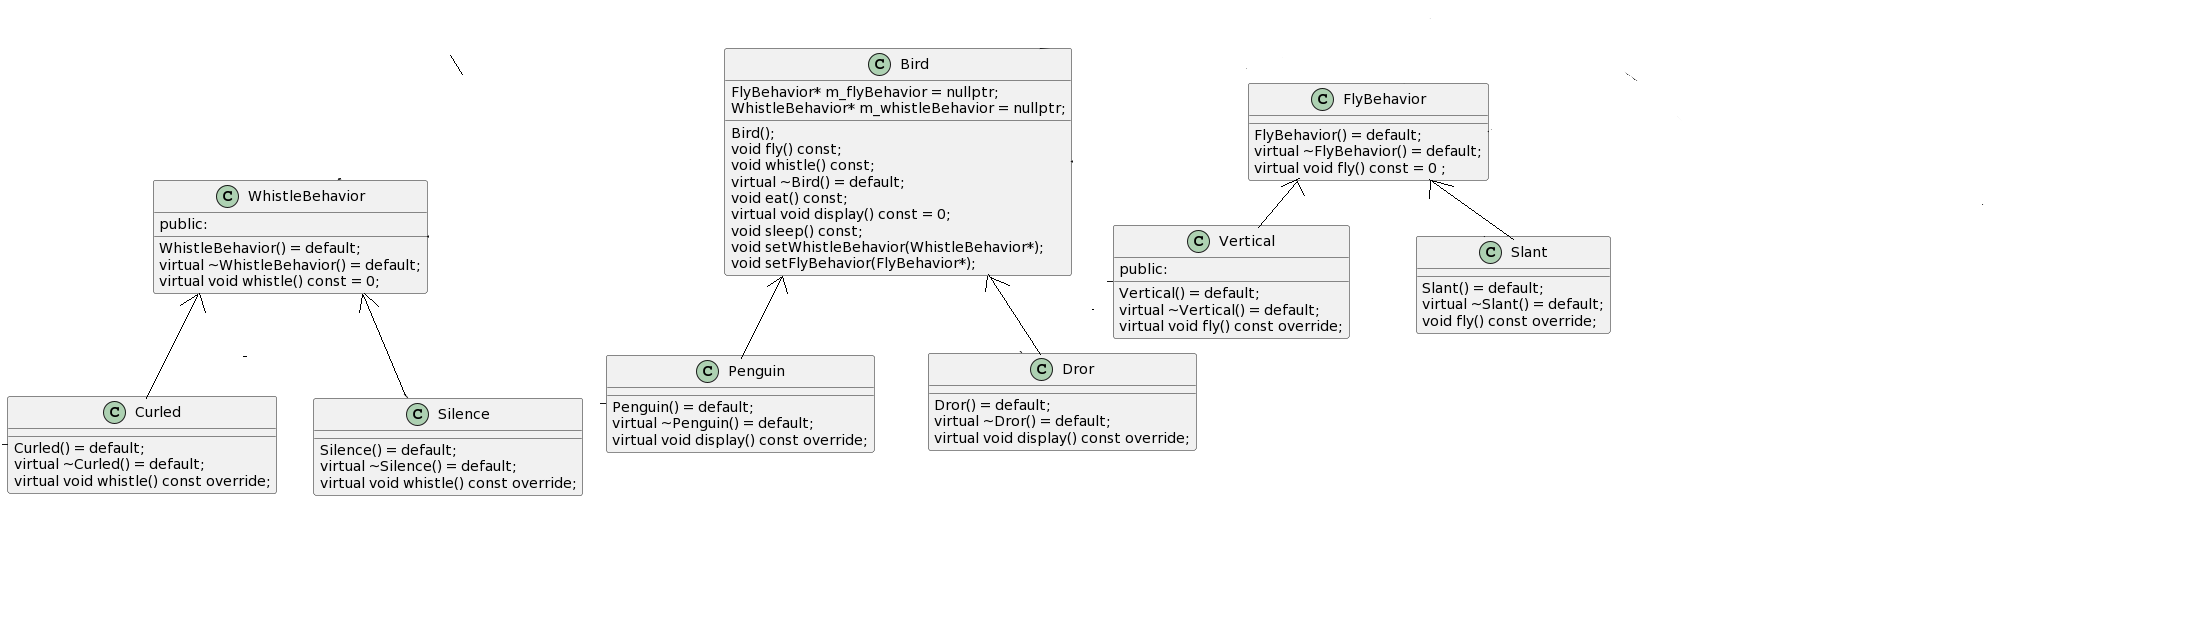 C WhistleBehavior
public:
WhistleBehavior() = default;
virtual ~WhistleBehavior() = default;
virtual void whistle() const = 0;
C Curled
Curled() = default;
virtual ~Curled() = default;
virtual void whistle() const override;
C Silence
Silence() = default;
virtual ~Silence() = default;
virtual void whistle() const override;
C Bird
FlyBehavior* m_flyBehavior = nullptr;
WhistleBehavior* m_whistleBehavior = nullptr;
Bird();
void fly() const;
void whistle() const;
virtual ~Bird() = default;
void eat() const;
virtual void display() const = 0;
void sleep() const;
void setWhistleBehavior(WhistleBehavior*);
void setFlyBehavior(FlyBehavior*);
C Penguin
Penguin() = default;
virtual ~Penguin() = default;
virtual void display() const override;
C Dror
Dror() = default;
virtual ~Dror() = default;
virtual void display() const override;
C FlyBehavior
FlyBehavior() = default;
virtual ~FlyBehavior() = default;
virtual void fly() const = 0 ;
C Vertical
public:
Vertical() = default;
virtual ~Vertical() = default;
virtual void fly() const override;
C Slant
Slant() = default;
virtual ~Slant() = default;
void fly() const override;